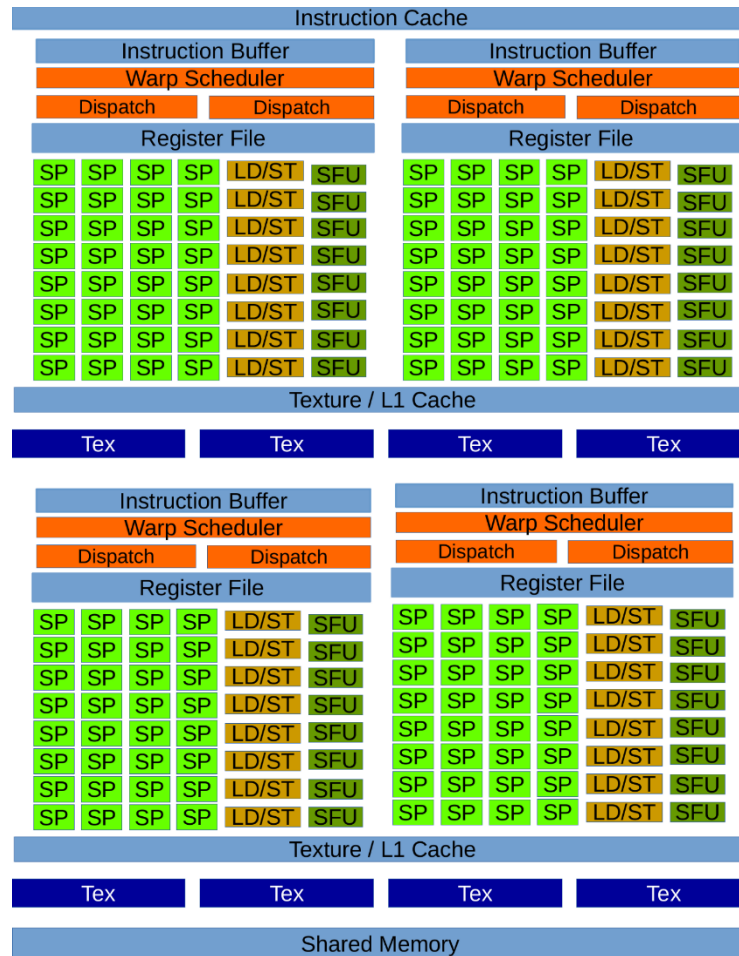 Instruction Cache
Instruction Buffer Instruction Buffer
Warp Scheduler Warp Scheduler
Dispatch Dispatch Dispatch Dispatch
Register File Register File
SP SP SP SP LD/ST SFU SP SP SP SP LD/ST SFU
SP SP SP SP LD/ST SFU SP SP SP SP LD/ST SFU
SP SP SP SP LD/ST SFU SP SP SP SP LD/ST SFU
SP SP SP SP LD/ST SFU SP SP SP SP LD/ST SFU
SP SP SP SP LD/ST SFU SP SP SP SP LD/ST SFU
SP SP SP SP LD/ST SFU SP SP SP SP LD/ST SFU
SP SP SP SP LD/ST SFU SP SP SP SP LD/ST SFU
SP SP SP SP LD/ST SFU SP SP SP SP LD/ST SFU
Texture / L1 Cache
Tex Tex Tex Tex
Instruction Buffer Instruction Buffer
Warp Scheduler Warp Scheduler
Dispatch Dispatch Dispatch Dispatch
Register File Register File
SP SP SP SP LD/ST SFU SP SP SP SP LD/ST SFU
SP SP SP SP LD/ST SFU SP SP SP SP LD/ST SFU
SP SP SP SP LD/ST SFU SP SP SP SP LD/ST SFU
SP SP SP SP LD/ST SFU SP SP SP SP LD/ST SFU
SP SP SP SP LD/ST SFU SP SP SP SP LD/ST SFU
SP SP SP SP LD/ST SFU SP SP SP SP LD/ST SFU
SP SP SP SP LD/ST SFU SP SP SP SP LD/ST SFU
SP SP SP SP LD/ST SFU SP SP SP SP LD/ST SFU
Texture / L1 Cache
Tex Tex Tex Tex
Shared Memory